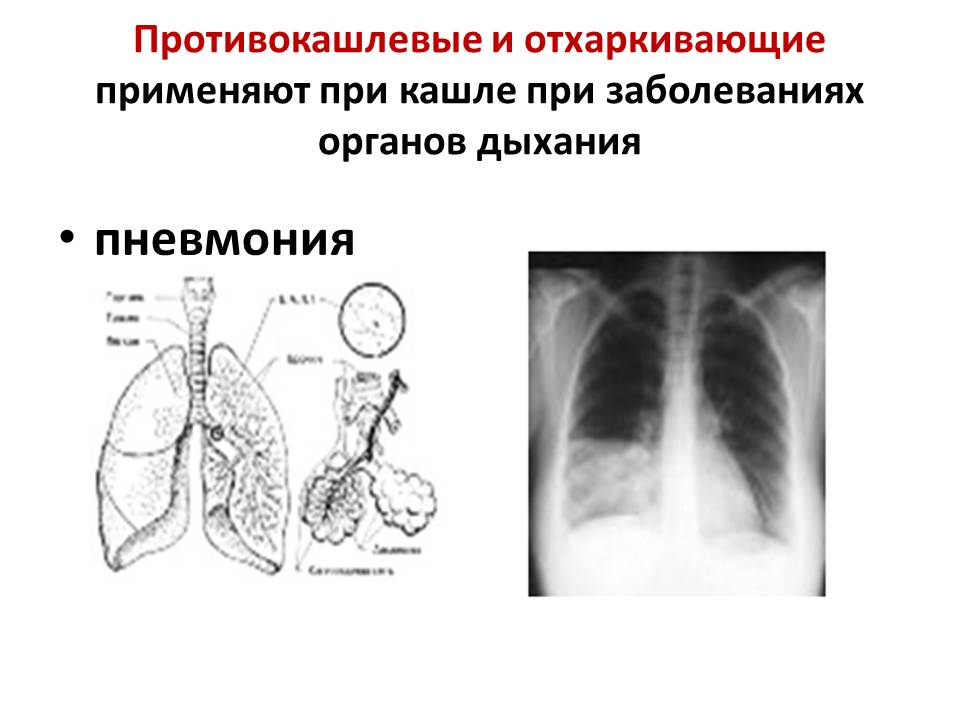 Противокашлевые и отхаркивающие
применяют при кашле при заболеваниях
органов дыхания
• пневмония